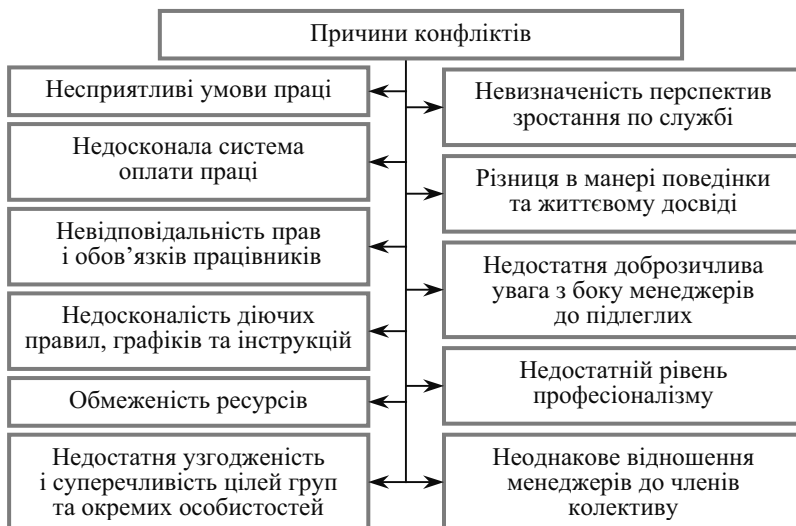 Причини конфліктів
Несприятливі умови праці
Недосконала система
оплати праці
Невідповідальність прав
і обов’язків працівників
Недосконалість діючих
правил, графіків та інструкцій
Обмеженість ресурсів
Недостатня узгодженість
і суперечливість цілей груп
та окремих особистостей
Невизначеність перспектив
зростання по службі
Різниця в манері поведінки
та життєвому досвіді
Недостатня доброзичлива
увага з боку менеджерів
до підлеглих
Недостатній рівень
професіоналізму
Неоднакове відношення
менеджерів до членів
колективу